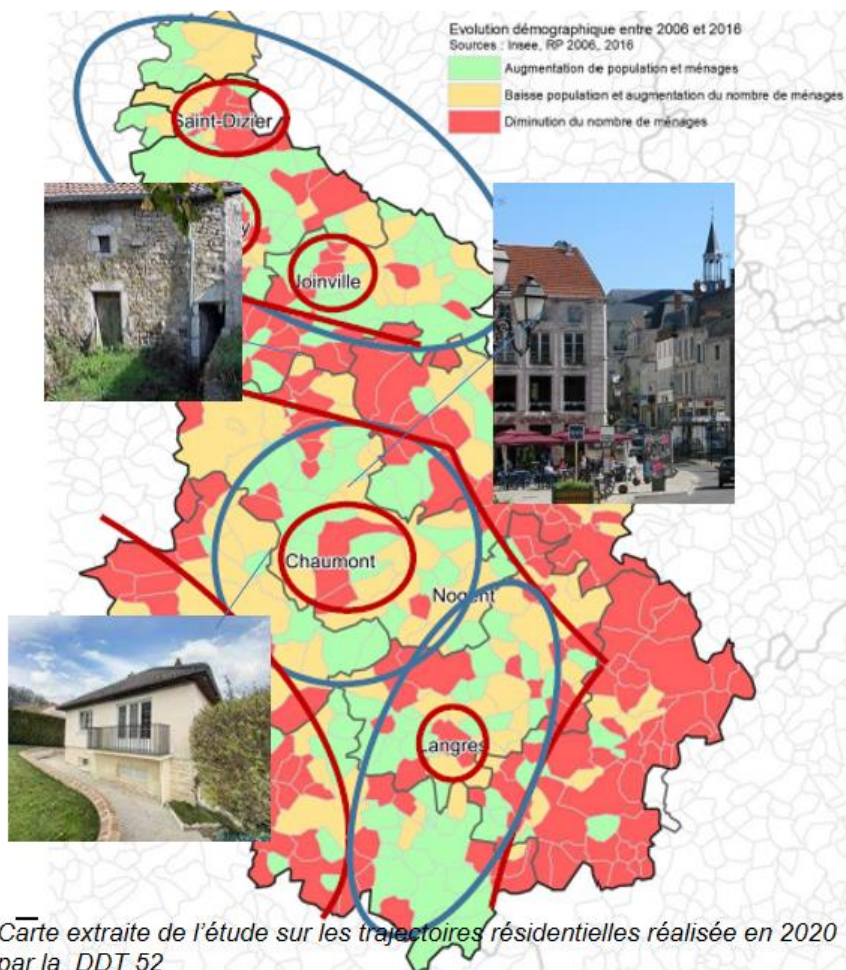 Evolution démographique entre 2006 et 2016
Sources : Insee, RP 2006, 2016
Augmentation de population et ménages
Baisse population et augmentation du nombre de ménages
Diminution du nombre de ménages
Saint-Dizier
y
Joinville
Chaumont
Nogent
Langres
Carte extraite de l'étude sur les trajectoires résidentielles réalisée en 2020
par la DDT 52